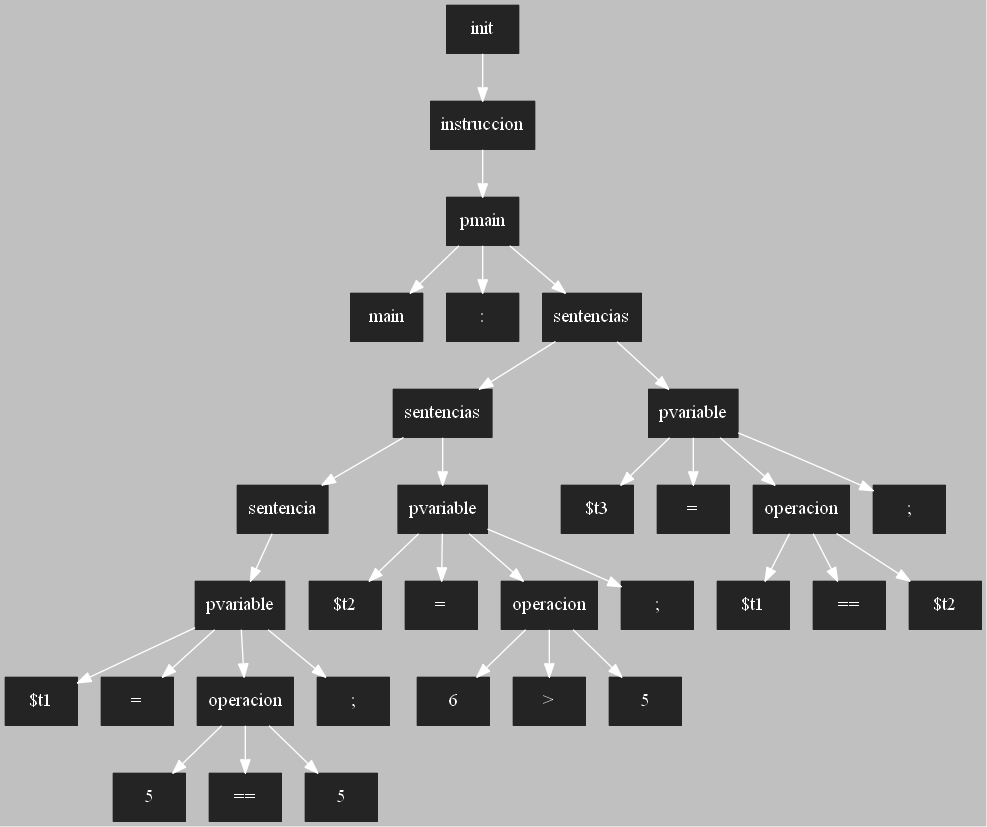 init
instruccion
pmain
main : sentencias
sentencias pvariable
sentencia pvariable $t3 = operacion ;
pvariable $t2 = operacion ; $t1 == $t2
$t1 = operacion ; 6 > 5
5 == 5